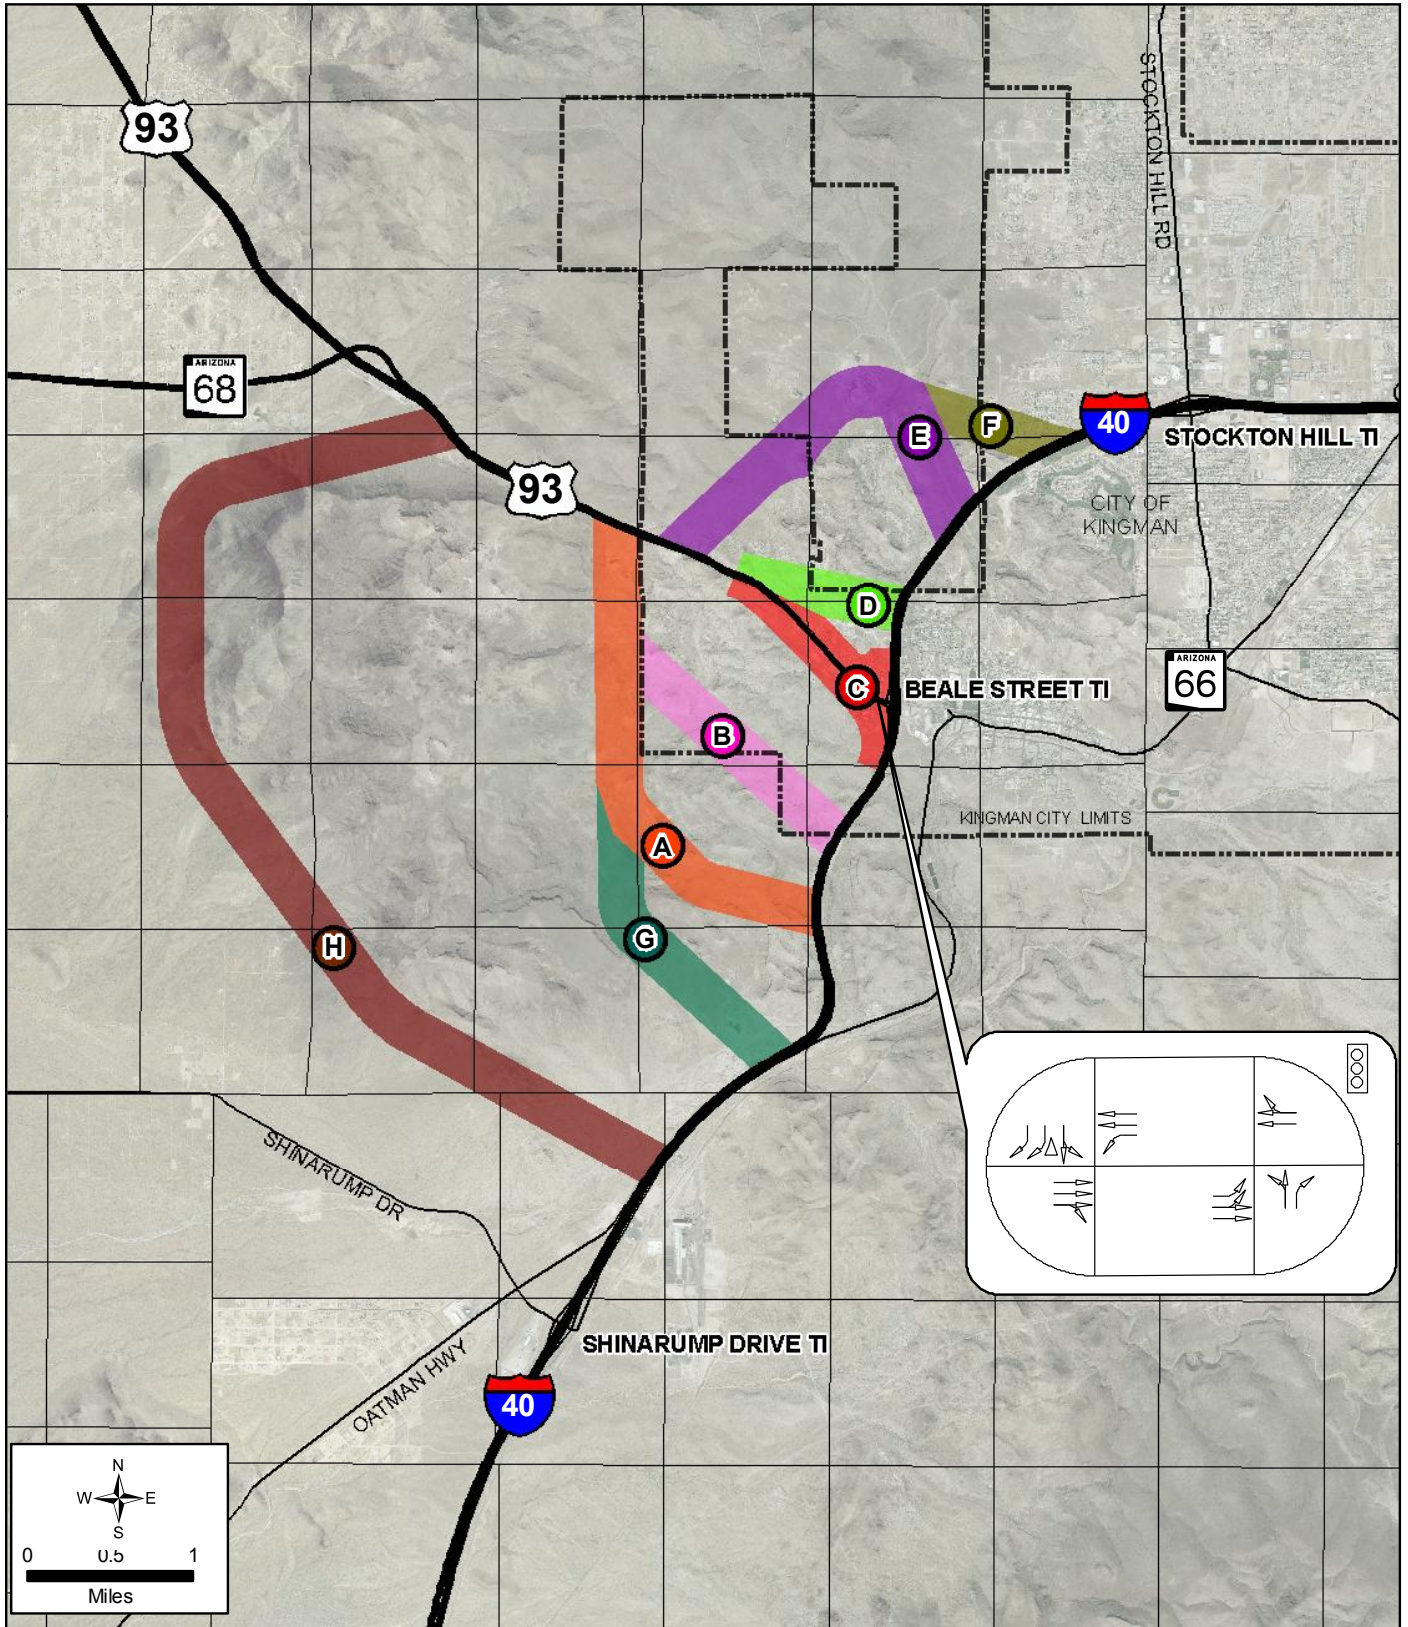 STOCKTON HILL RD
93
ARIZONA
68
40
F
E
STOCKTON HILL TI
93
CITY OF
KINGMAN
D
ARIZONA
66
C
BEALE STREET TI
B
KINGMAN CITY LIMITS
A
G
H
SHINARUMP DR
SHINARUMP DRIVE TI
OATMAN HWY
40
N
W E
S
0 0.5 1
Miles